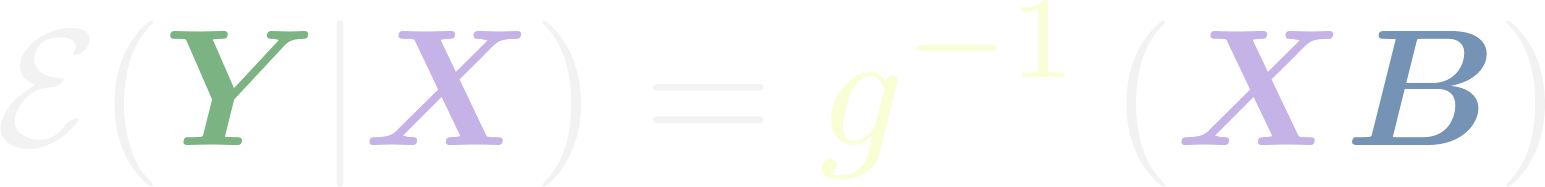 ℰ(Y|X) = g⁻¹(XB)